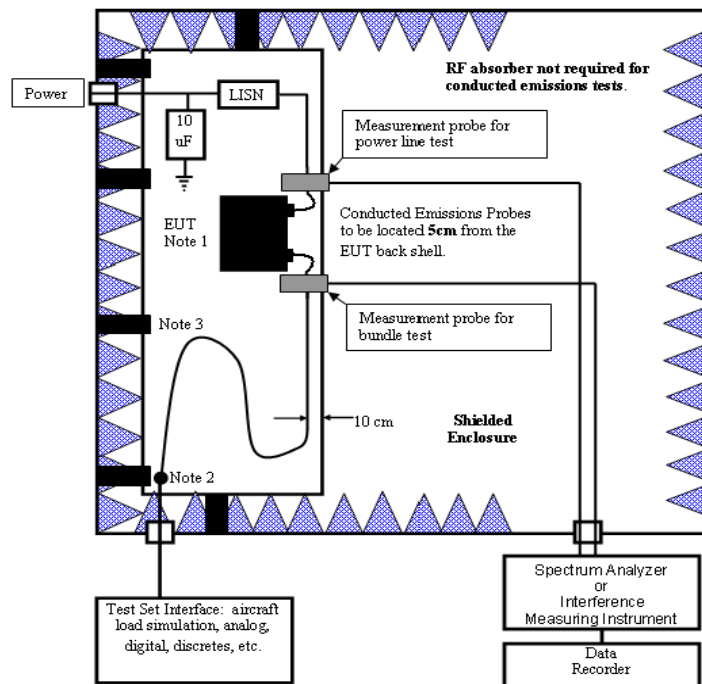 RF absorber not required for
conducted emissions tests.
Power
LISN
10
uF
Measurement probe for
power line test
EUT
Note 1
Conducted Emissions Probes
to be located 5cm from the
EUT back shell.
Note 3
Measurement probe for
bundle test
10 cm
Shielded
Enclosure
Note 2
Test Set Interface: aircraft
load simulation, analog,
digital, discretes, etc.
Spectrum Analyzer
or
Interference
Measuring Instrument
Data
Recorder